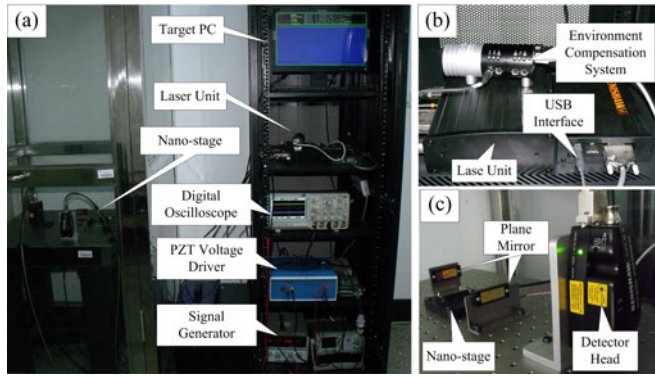 (a)
Target PC
Laser Unit
Nano-stage
Digital
Oscilloscope
PZT Voltage
Driver
Signal
Generator
(b)
Environment
Compensation
System
USB
Interface
Lase Unit
RENISHAW
(c)
Plane
Mirror
Nano-stage
Detector
Head